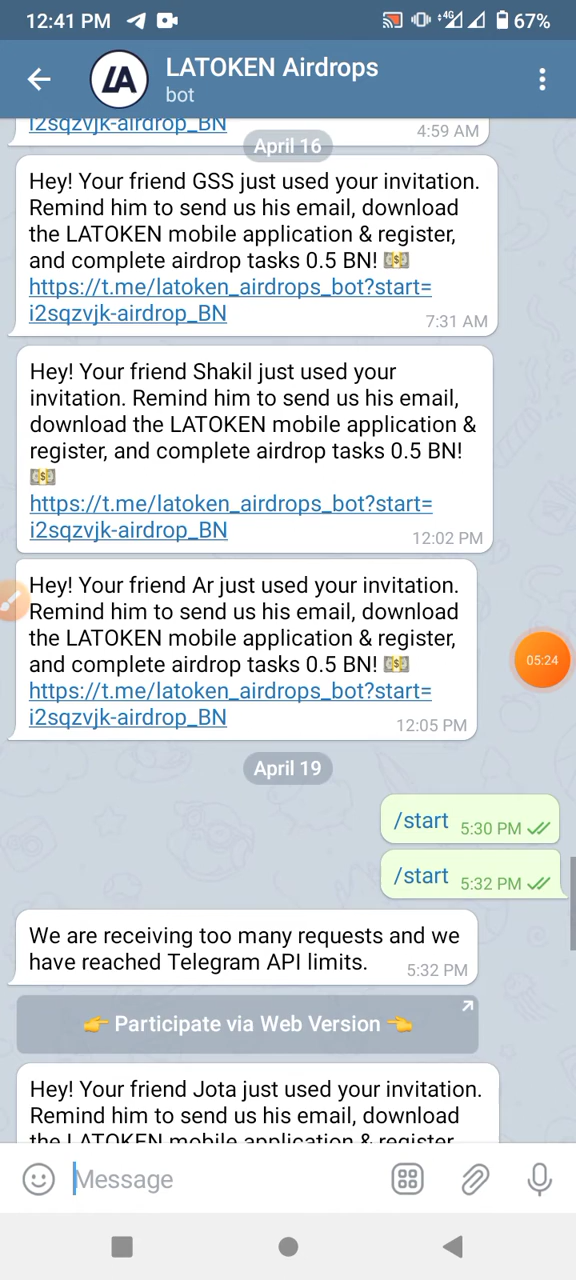 12:41 PM 4G 67%
LATOKEN Airdrops
bot
i2sqzvjk-airdrop_BN
4:59 AM
April 16
Hey! Your friend GSS just used your invitation.
Remind him to send us his email, download
the LATOKEN mobile application & register,
and complete airdrop tasks 0.5 BN! 💵
https://t.me/latoken_airdrops_bot?start=
i2sqzvjk-airdrop_BN
7:31 AM
Hey! Your friend Shakil just used your
invitation. Remind him to send us his email,
download the LATOKEN mobile application &
register, and complete airdrop tasks 0.5 BN!
💵
https://t.me/latoken_airdrops_bot?start=
i2sqzvjk-airdrop_BN
12:02 PM
Hey! Your friend Ar just used your invitation.
Remind him to send us his email, download
the LATOKEN mobile application & register,
and complete airdrop tasks 0.5 BN! 💵
https://t.me/latoken_airdrops_bot?start=
i2sqzvjk-airdrop_BN
12:05 PM
05:24
April 19
/start 5:30 PM
/start 5:32 PM
We are receiving too many requests and we
have reached Telegram API limits.
5:32 PM
👉 Participate via Web Version 👈
Hey! Your friend Jota just used your invitation.
Remind him to send us his email, download
the LATOKEN mobile application & register
Message